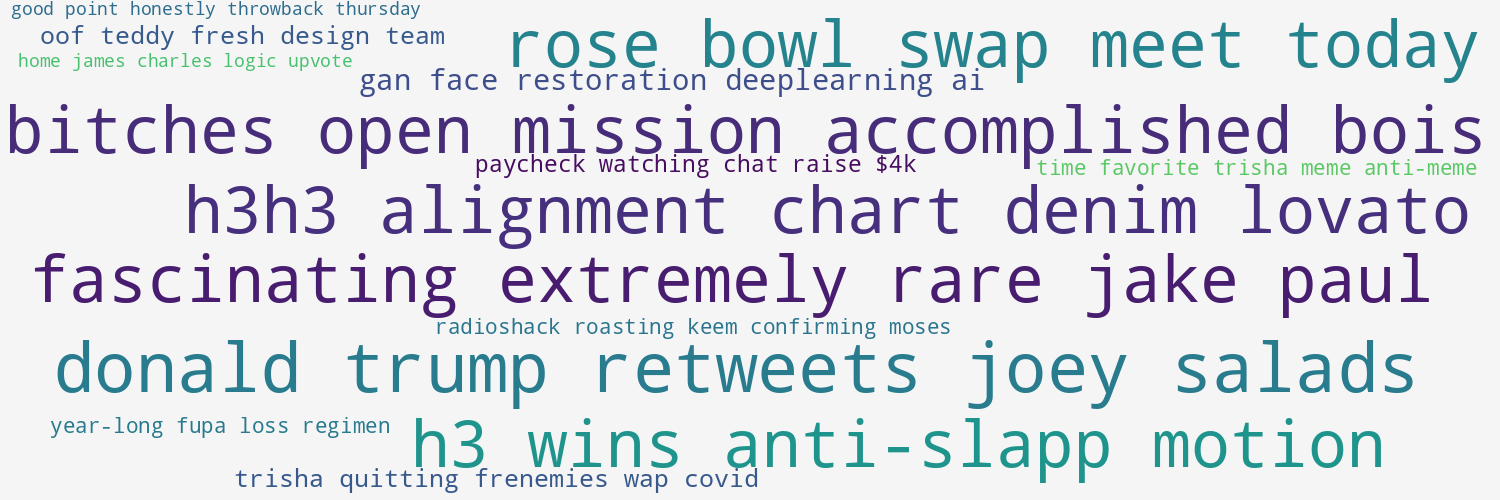 good point honestly throwback thursday
oof teddy fresh design team
rose bowl swap meet today
home james charles logic upvote
gan face restoration deeplearning ai
bitches open mission accomplished bois
paycheck watching chat raise $4k
time favorite trisha meme anti-meme
h3h3 alignment chart denim lovato
fascinating extremely rare jake paul
radioshack roasting keem confirming moses
donald trump retweets joey salads
year-long fupa loss regimen
h3 wins anti-slapp motion
trisha quitting frenemies wap covid